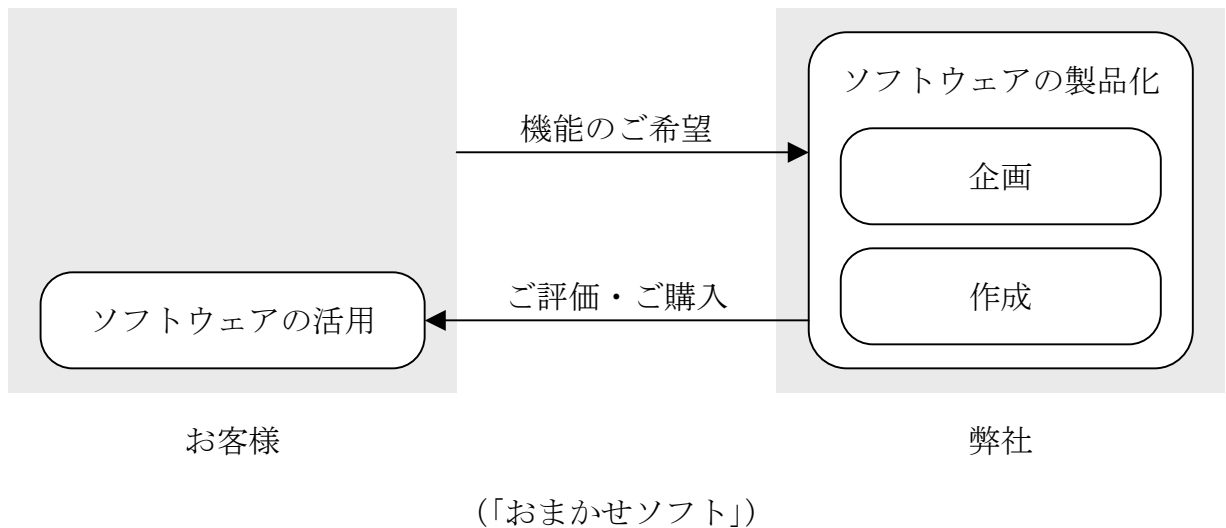 ソフトウェアの製品化
機能のご希望
企画
ご評価・ご購入
作成
ソフトウェアの活用
お客様
弊社
（「おまかせソフト」）